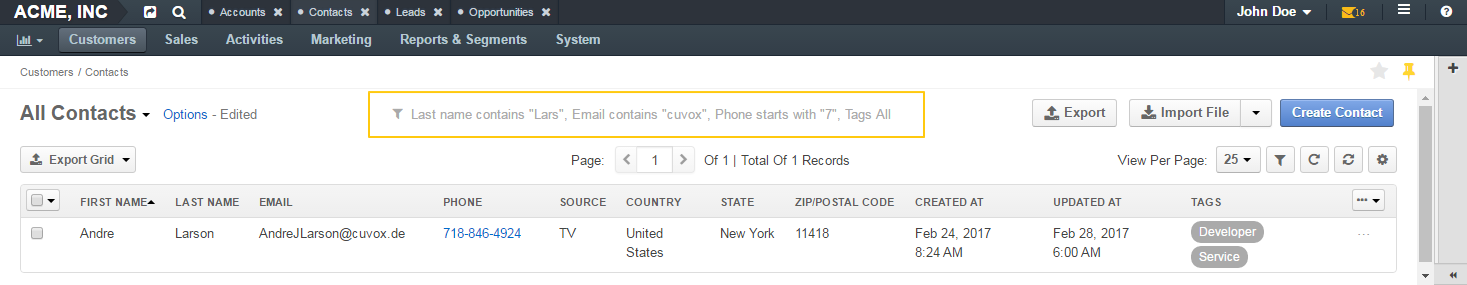 ACME, INC Accounts ✖ Contacts ✖ Leads ✖ Opportunities ✖ John Doe 16
Customers Sales Activities Marketing Reports & Segments System
Customers / Contacts
All Contacts Options - Edited Last name contains "Lars", Email contains "cuvox", Phone starts with "7", Tags All Export Import File Create Contact
Export Grid Page: 1 Of 1 | Total Of 1 Records View Per Page: 25
FIRST NAME LAST NAME EMAIL PHONE SOURCE COUNTRY STATE ZIP/POSTAL CODE CREATED AT UPDATED AT TAGS
Andre Larson AndreJLarson@cuvox.de 718-846-4924 TV United New York 11418 Feb 24, 2017 Feb 28, 2017 Developer
States 8:24 AM 6:00 AM Service